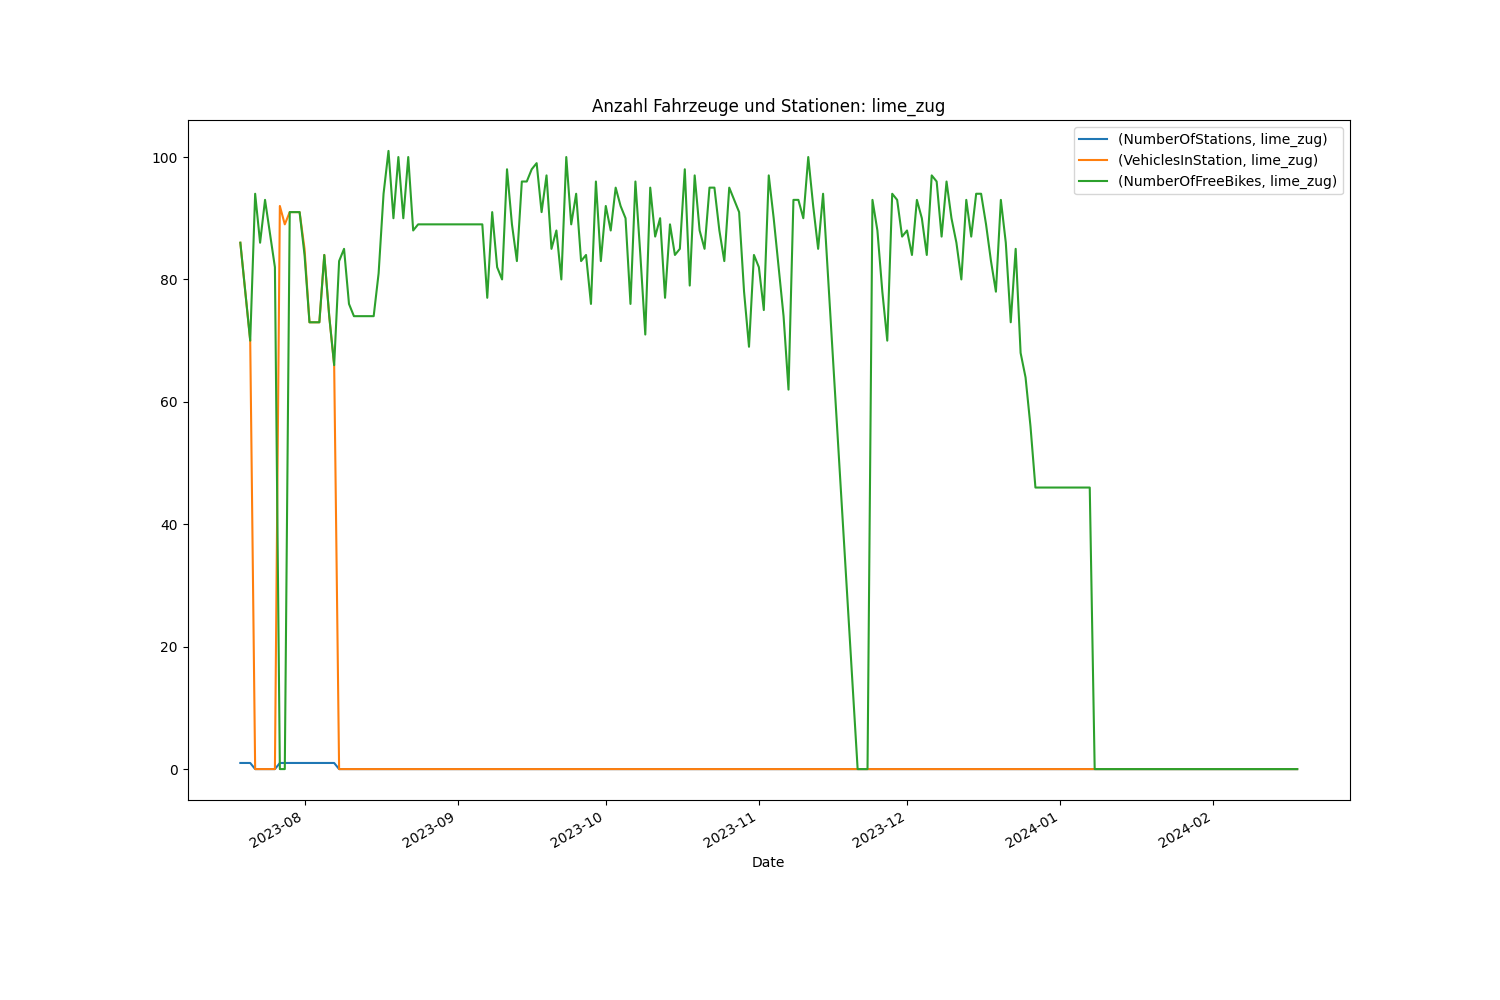 Anzahl Fahrzeuge und Stationen: lime_zug
(NumberOfStations, lime_zug)
(VehiclesInStation, lime_zug)
(NumberOfFreeBikes, lime_zug)
100
80
60
40
20
0
2023-08
2023-09
2023-10
2023-11
2023-12
2024-01
2024-02
Date